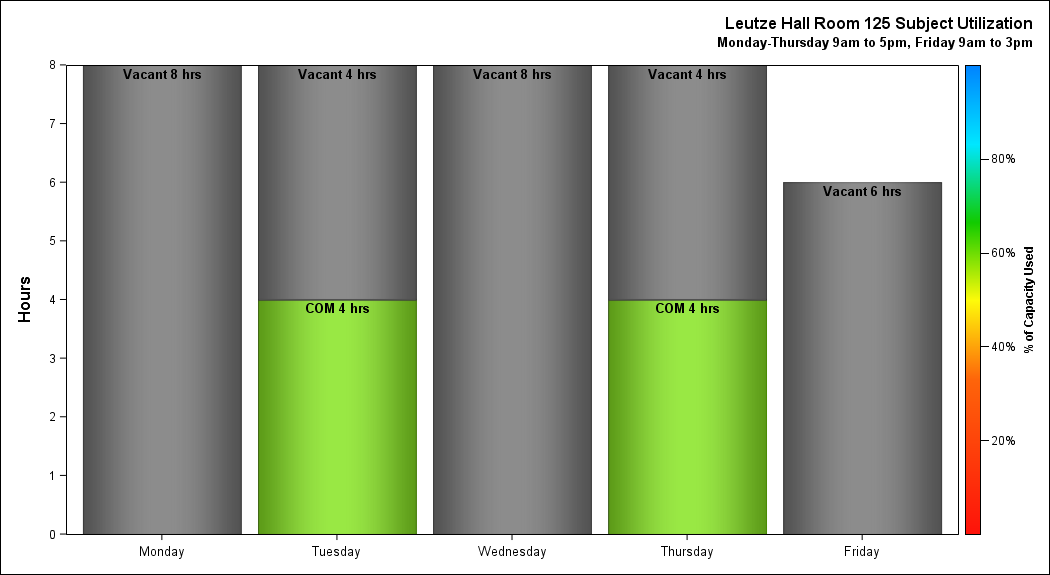 Leutze Hall Room 125 Subject Utilization
Monday-Thursday 9am to 5pm, Friday 9am to 3pm
Hours
8
7
6
5
4
3
2
1
0
Vacant 8 hrs
Vacant 4 hrs
Vacant 8 hrs
Vacant 4 hrs
Vacant 6 hrs
COM 4 hrs
COM 4 hrs
Monday
Tuesday
Wednesday
Thursday
Friday
80%
60%
40%
20%
% of Capacity Used